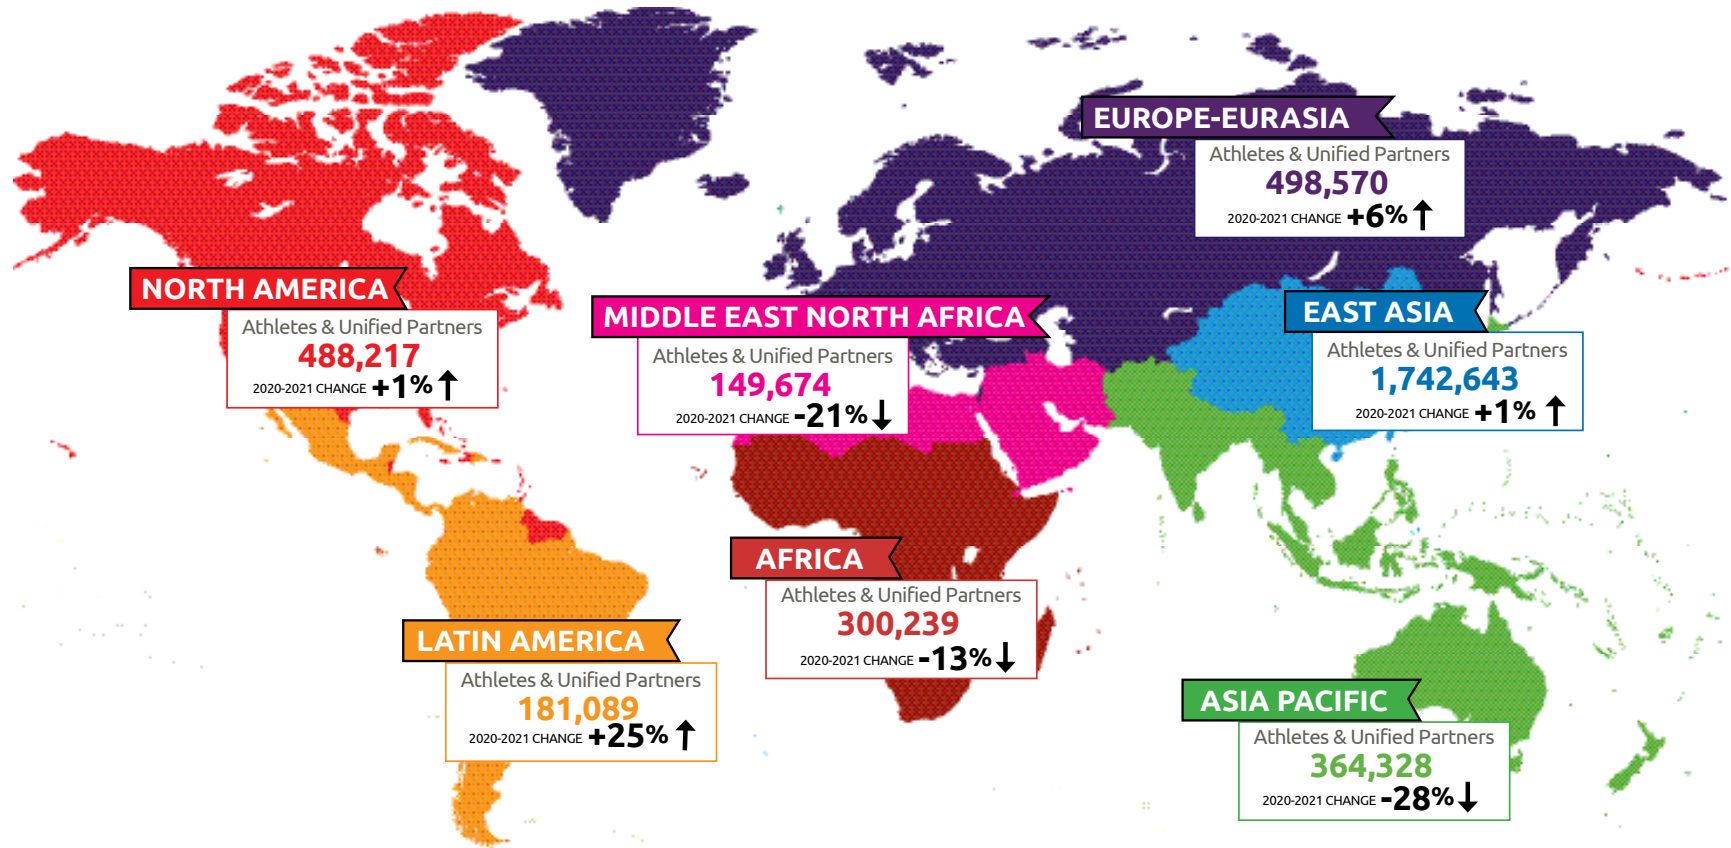 EUROPE-EURASIA
Athletes & Unified Partners
498,570
2020-2021 CHANGE +6%
NORTH AMERICA
Athletes & Unified Partners
488,217
2020-2021 CHANGE +1%
MIDDLE EAST NORTH AFRICA
Athletes & Unified Partners
149,674
2020-2021 CHANGE -21%
EAST ASIA
Athletes & Unified Partners
1,742,643
2020-2021 CHANGE +1%
AFRICA
Athletes & Unified Partners
300,239
2020-2021 CHANGE -13%
LATIN AMERICA
Athletes & Unified Partners
181,089
2020-2021 CHANGE +25%
ASIA PACIFIC
Athletes & Unified Partners
364,328
2020-2021 CHANGE -28%